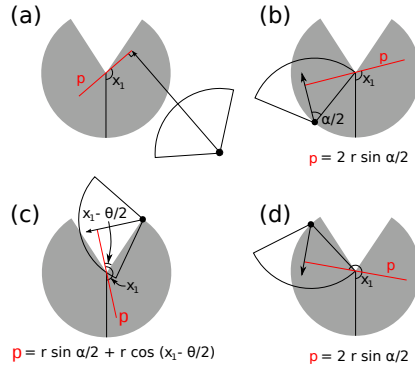 (a)
p
x₁
(b)
p
x₁
α/2
p = 2 r sin α/2
(c)
x₁- θ/2
x₁
p
p = r sin α/2 + r cos (x₁- θ/2)
(d)
x₁
p
p = 2 r sin α/2